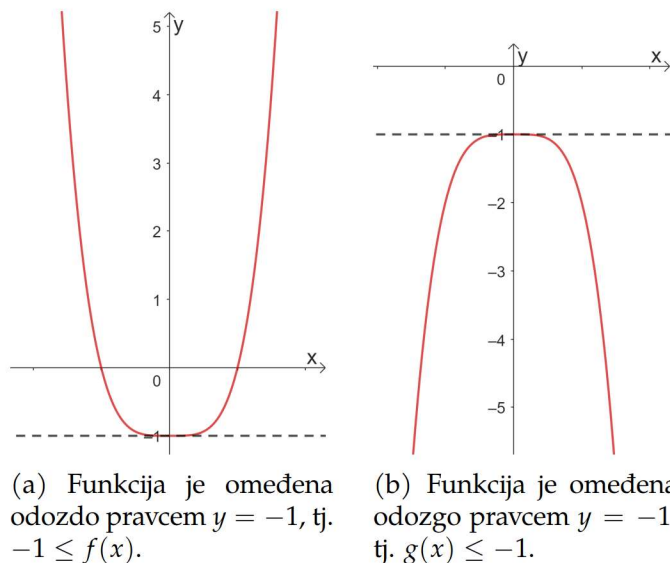 5
y
4
3
2
1
x
0
-1
(a) Funkcija je omeđena
odozdo pravcem y = −1, tj.
−1 ≤ f(x).
y
x
0
-1
−2
−3
−4
−5
(b) Funkcija je omeđena
odozgo pravcem y = −1
tj. g(x) ≤ −1.